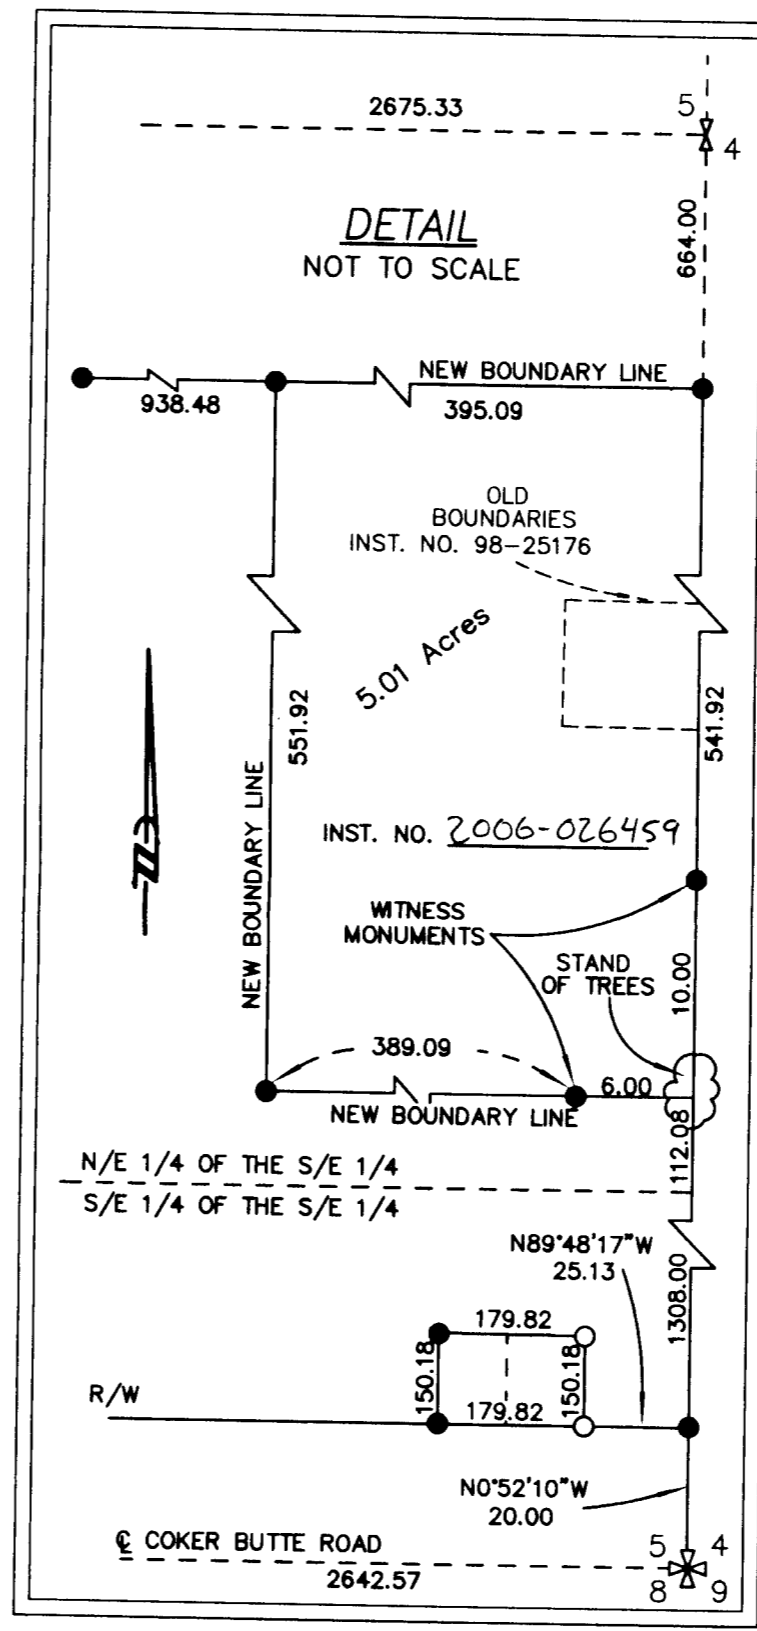 2675.33
5
4
DETAIL
NOT TO SCALE
664.00
NEW BOUNDARY LINE
938.48
395.09
OLD
BOUNDARIES
INST. NO. 98-25176
5.01 Acres
551.92
541.92
NEW BOUNDARY LINE
INST. NO. 2006-026459
WITNESS
MONUMENTS
STAND
OF TREES
10.00
N
389.09
6.00
NEW BOUNDARY LINE
112.08
N/E 1/4 OF THE S/E 1/4
S/E 1/4 OF THE S/E 1/4
N89°48'17"W
25.13
1308.00
179.82
150.18
150.18
R/W
179.82
N0°52'10"W
20.00
℄ COKER BUTTE ROAD
5 4
2642.57
8 9